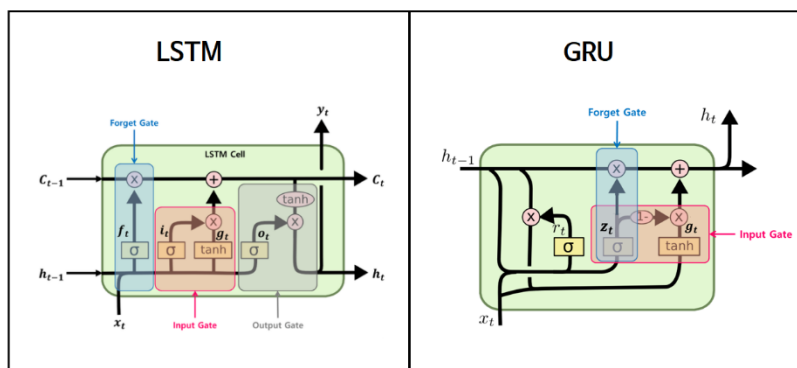 LSTM
y_t
Forget Gate
LSTM Cell
C_{t-1}
x
+
C_t
tanh
f_t
i_t
x
g_t
o_t
x
σ
σ
tanh
σ
h_{t-1}
h_t
x_t
Input Gate
Output Gate
GRU
Forget Gate
h_t
h_{t-1}
x
+
x
r_t
z_t
1-
x
g_t
σ
σ
tanh
Input Gate
x_t